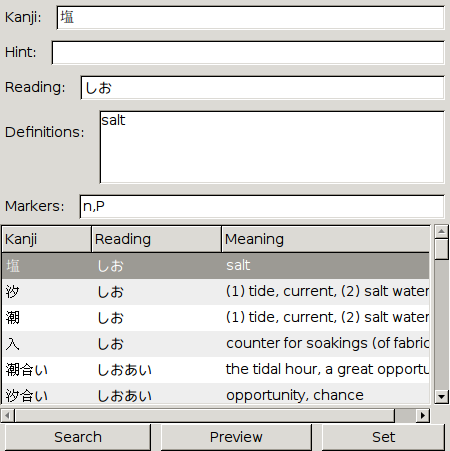 Kanji: 塩
Hint:
Reading: しお
Definitions: salt
Markers: n,P
Kanji Reading Meaning
塩 しお salt
汐 しお (1) tide, current, (2) salt water
潮 しお (1) tide, current, (2) salt water
入 しお counter for soakings (of fabric
潮合い しおあい the tidal hour, a great opportu
汐合い しおあい opportunity, chance
Search Preview Set